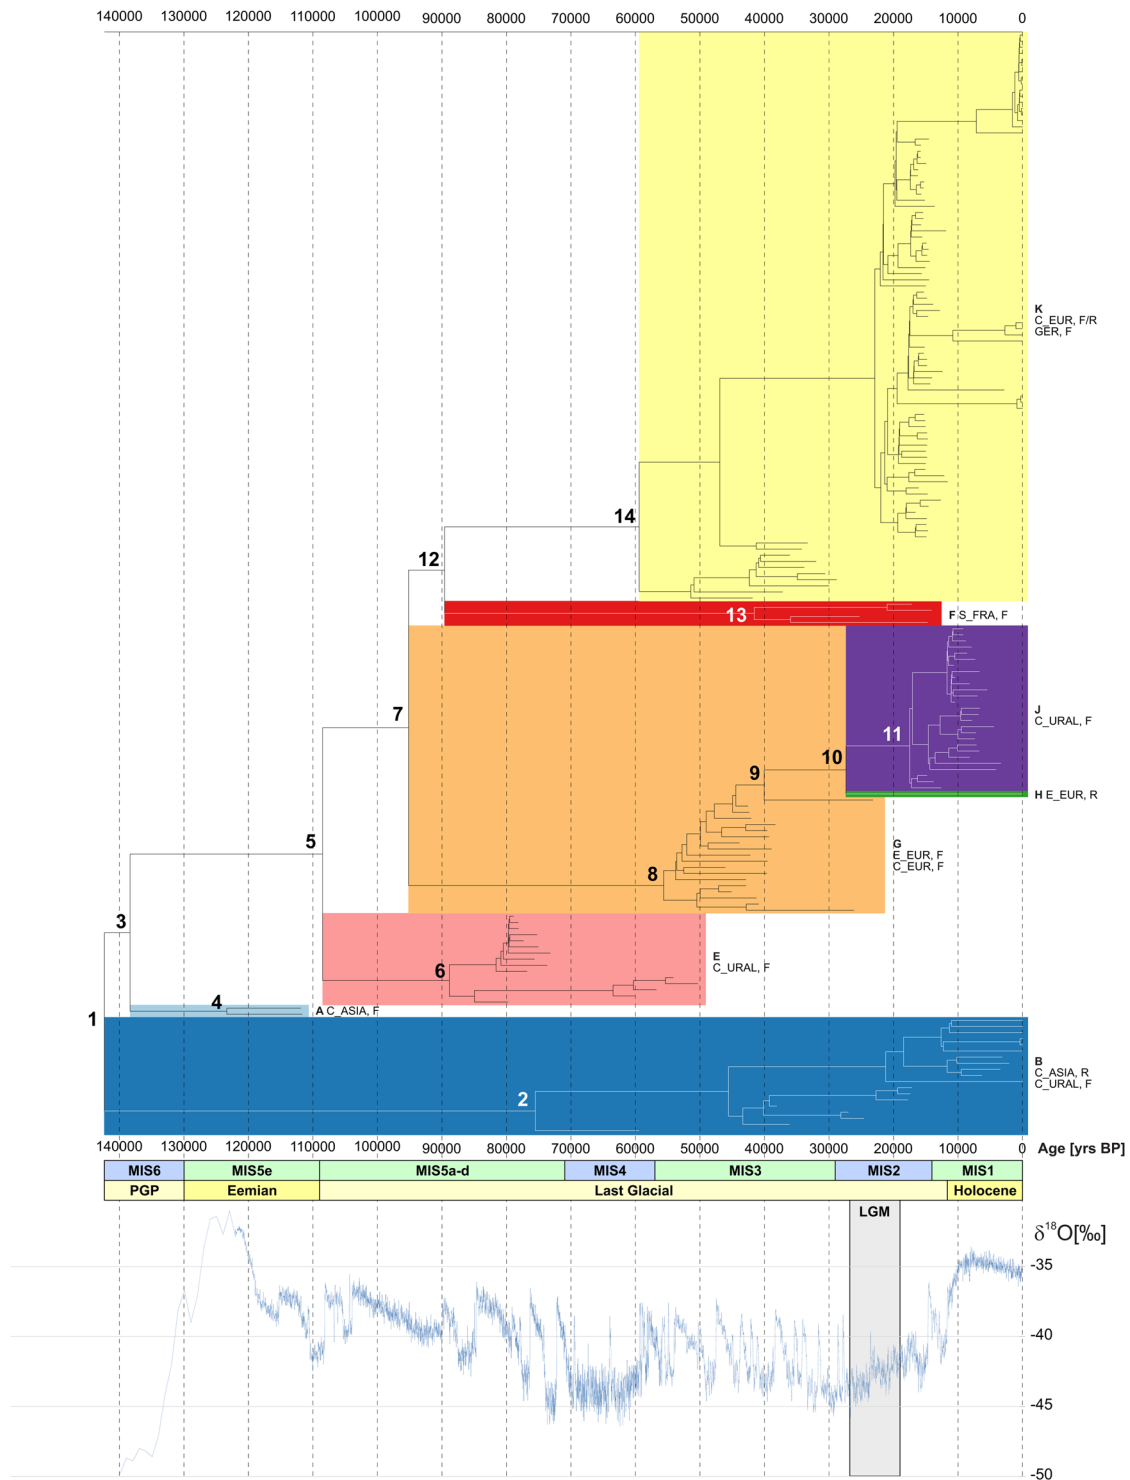 140000 130000 120000 110000 100000 90000 80000 70000 60000 50000 40000 30000 20000 10000 0
K
C_EUR, F/R
GER, F
14
12
13
F S_FRA, F
J
C_URAL, F
7
11
10
9
H E_EUR, R
5
G
E_EUR, F
C_EUR, F
8
3
E
C_URAL, F
6
4
A C_ASIA, F
1
B
C_ASIA, R
C_URAL, F
2
140000 130000 120000 110000 100000 90000 80000 70000 60000 50000 40000 30000 20000 10000 0 Age [yrs BP]
MIS6 MIS5e MIS5a-d MIS4 MIS3 MIS2 MIS1
PGP Eemian Last Glacial Holocene
LGM
δ¹⁸O[‰]
-35
-40
-45
-50